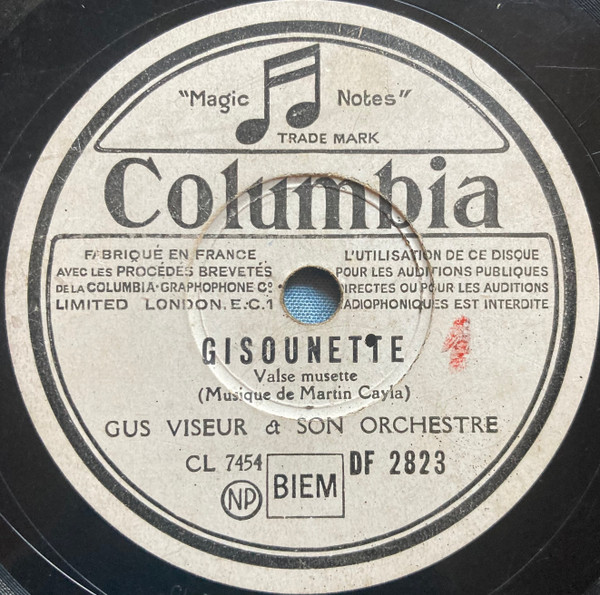 "Magic Notes"
TRADE MARK
Columbia
FABRIQUÉ EN FRANCE
AVEC LES PROCÉDÉS BREVETÉS
DE LA COLUMBIA·GRAPHOPHONE Cº
LIMITED LONDON. E.C.1
L'UTILISATION DE CE DISQUE
POUR LES AUDITIONS PUBLIQUES
DIRECTES OU POUR LES AUDITIONS
RADIOPHONIQUES EST INTERDITE
GISOUNETTE
Valse musette
(Musique de Martin Cayla)
GUS VISEUR & SON ORCHESTRE
CL 7454 DF 2823
NP BIEM